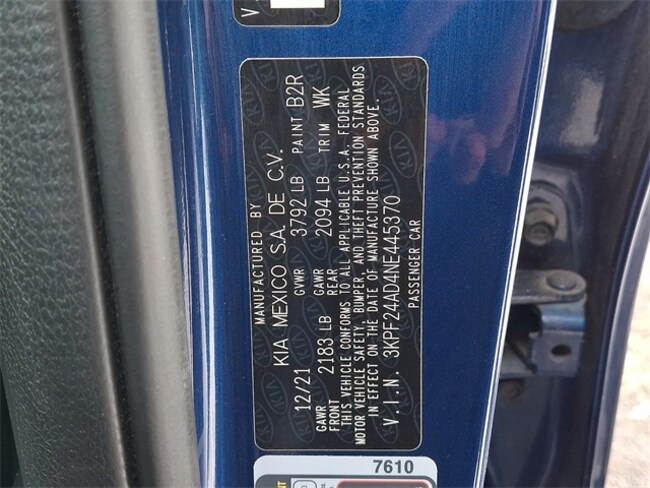 V
MANUFACTURED BY
KIA MEXICO S.A. DE C.V.
12/21 GVWR 3792 LB PAINT B2R
GAWR FRONT 2183 LB GAWR REAR 2094 LB TRIM WK
THIS VEHICLE CONFORMS TO ALL APPLICABLE U.S.A. FEDERAL
MOTOR VEHICLE SAFETY, BUMPER, AND THEFT PREVENTION STANDARDS
IN EFFECT ON THE DATE OF MANUFACTURE SHOWN ABOVE.
V.I.N. 3KPF24AD4NE445370
PASSENGER CAR
7610